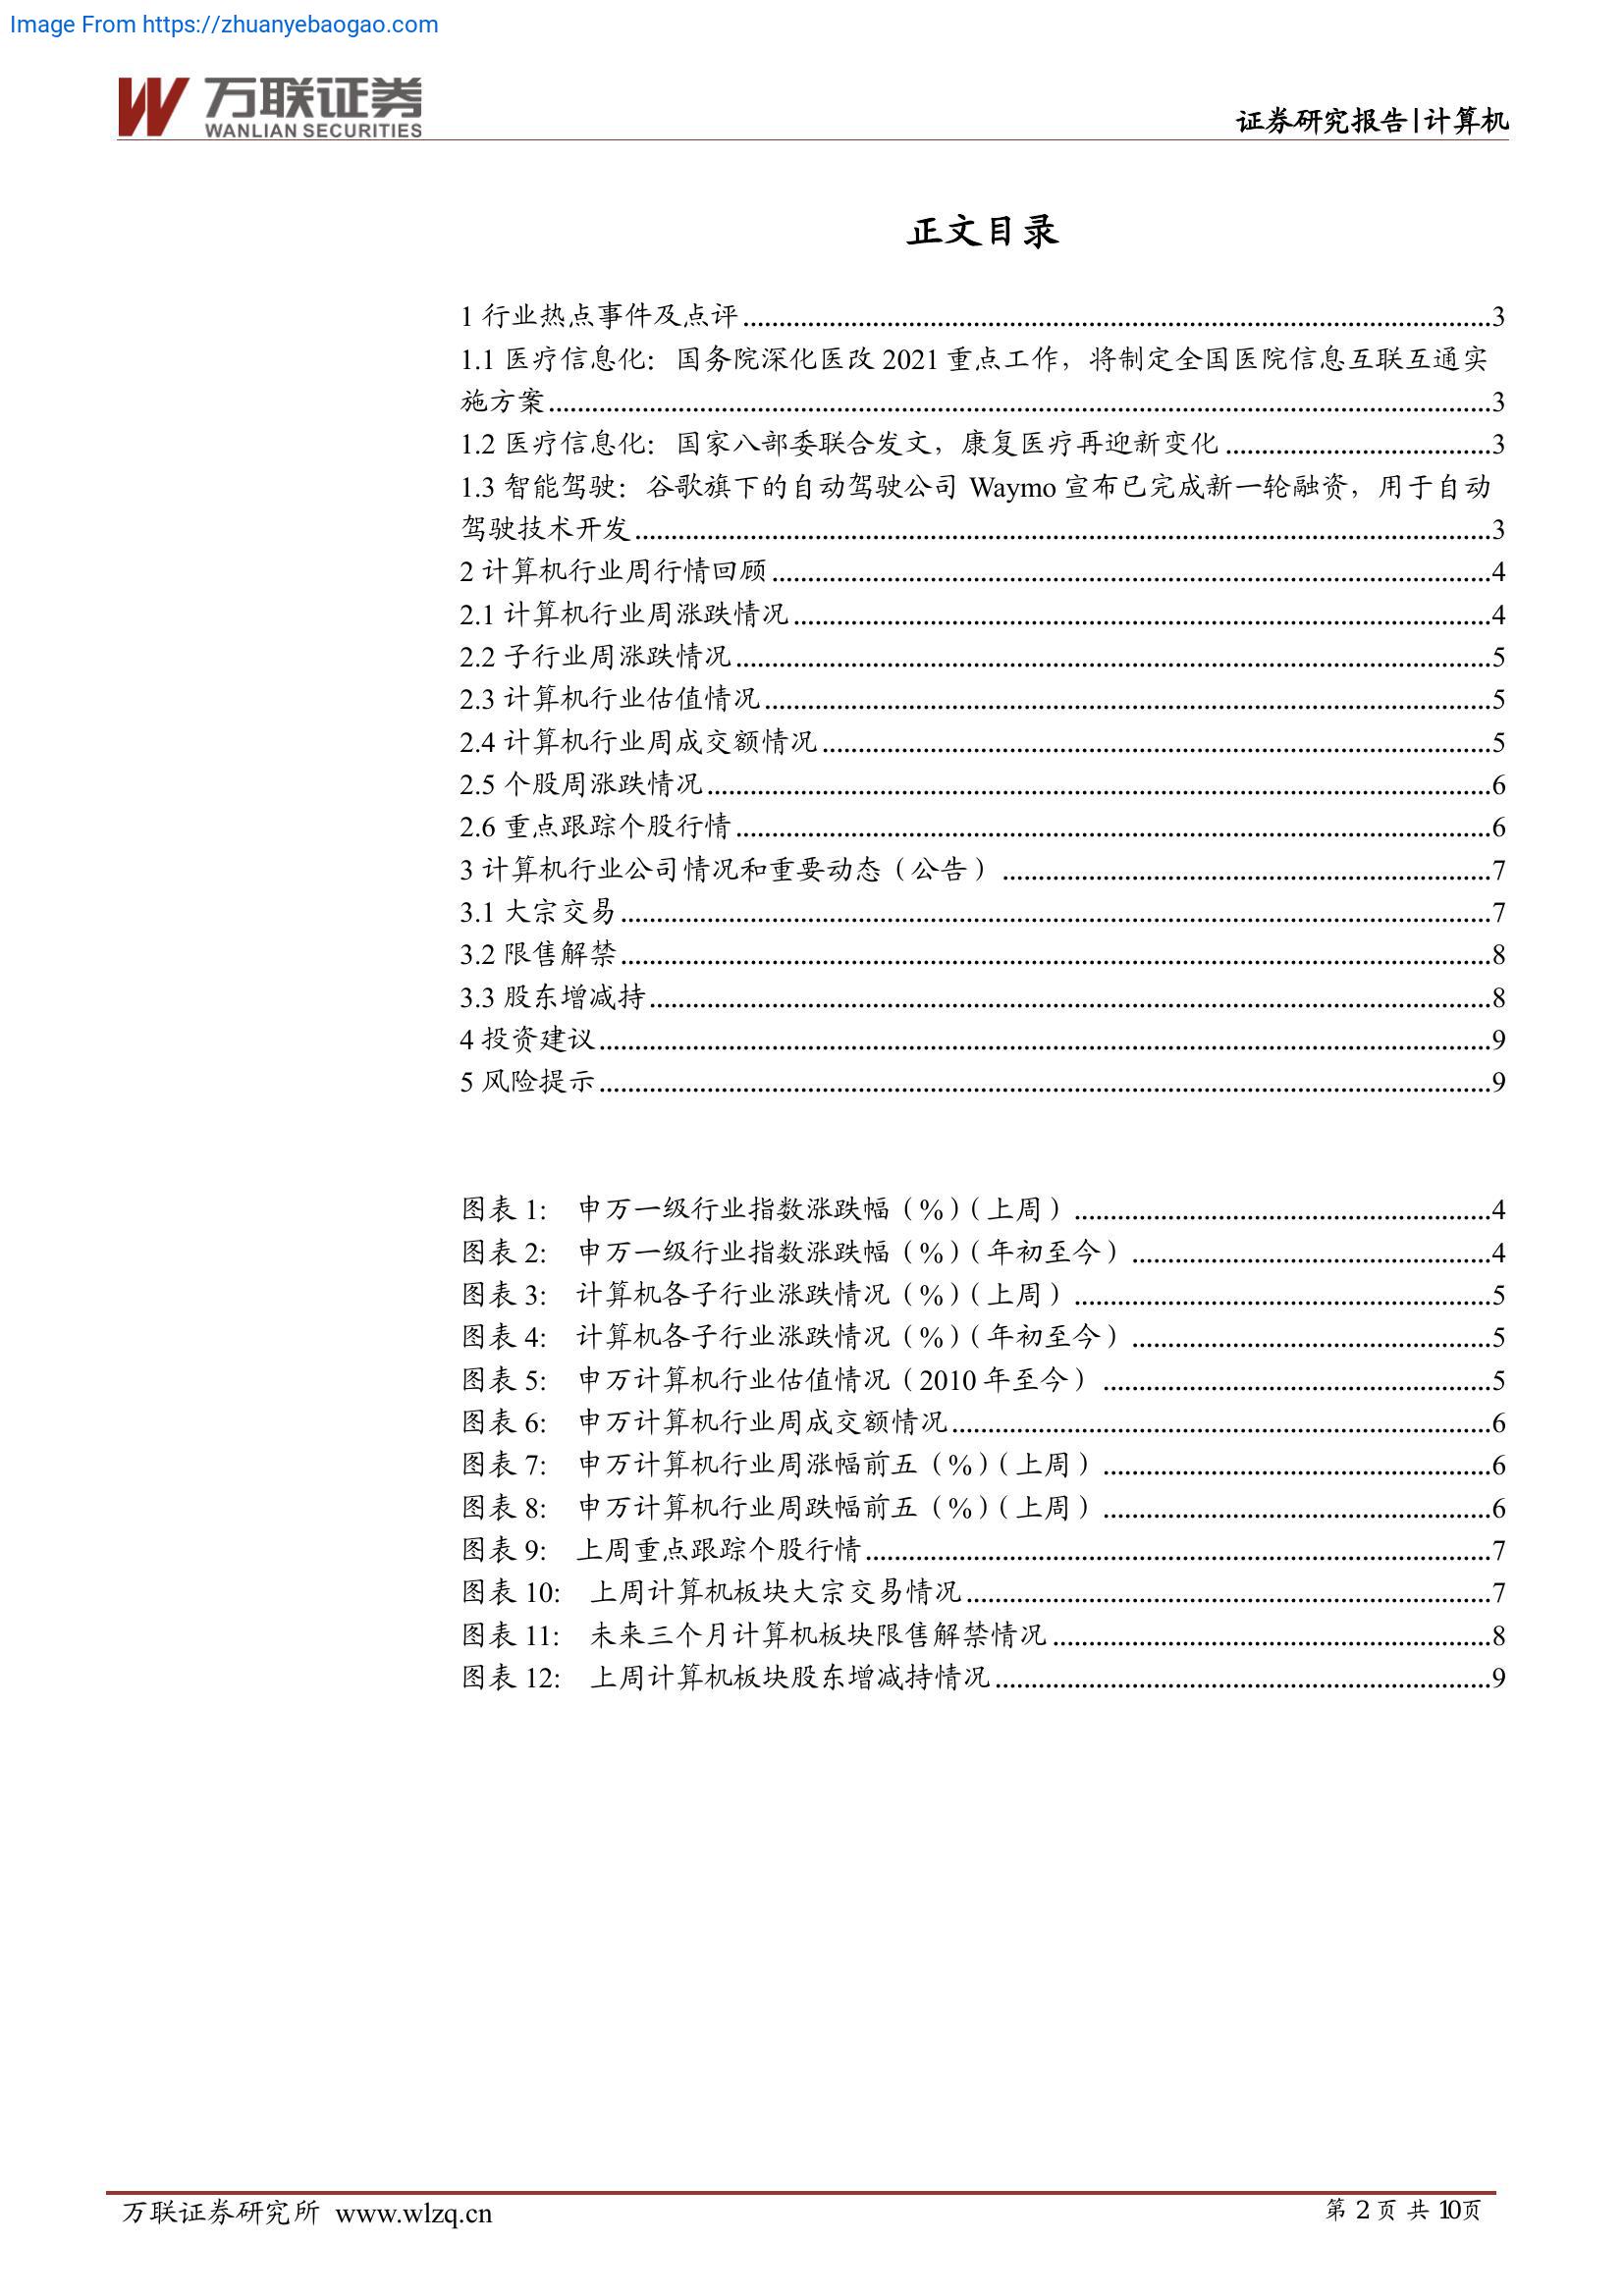 Image From https://zhuanyebaogao.com
万联证券
WANLIAN SECURITIES
证券研究报告|计算机
正文目录
1 行业热点事件及点评...3
1.1 医疗信息化：国务院深化医改 2021 重点工作，将制定全国医院信息互联互通实
施方案...3
1.2 医疗信息化：国家八部委联合发文，康复医疗再迎新变化...3
1.3 智能驾驶：谷歌旗下的自动驾驶公司 Waymo 宣布已完成新一轮融资，用于自动
驾驶技术开发...3
2 计算机行业周行情回顾...4
2.1 计算机行业周涨跌情况...4
2.2 子行业周涨跌情况...5
2.3 计算机行业估值情况...5
2.4 计算机行业周成交额情况...5
2.5 个股周涨跌情况...6
2.6 重点跟踪个股行情...6
3 计算机行业公司情况和重要动态（公告）...7
3.1 大宗交易...7
3.2 限售解禁...8
3.3 股东增减持...8
4 投资建议...9
5 风险提示...9
图表 1: 申万一级行业指数涨跌幅（%）（上周）...4
图表 2: 申万一级行业指数涨跌幅（%）（年初至今）...4
图表 3: 计算机各子行业涨跌情况（%）（上周）...5
图表 4: 计算机各子行业涨跌情况（%）（年初至今）...5
图表 5: 申万计算机行业估值情况（2010 年至今）...5
图表 6: 申万计算机行业周成交额情况...6
图表 7: 申万计算机行业周涨幅前五（%）（上周）...6
图表 8: 申万计算机行业周跌幅前五（%）（上周）...6
图表 9: 上周重点跟踪个股行情...7
图表 10: 上周计算机板块大宗交易情况...7
图表 11: 未来三个月计算机板块限售解禁情况...8
图表 12: 上周计算机板块股东增减持情况...9
万联证券研究所 www.wlzq.cn
第 2 页 共 10页